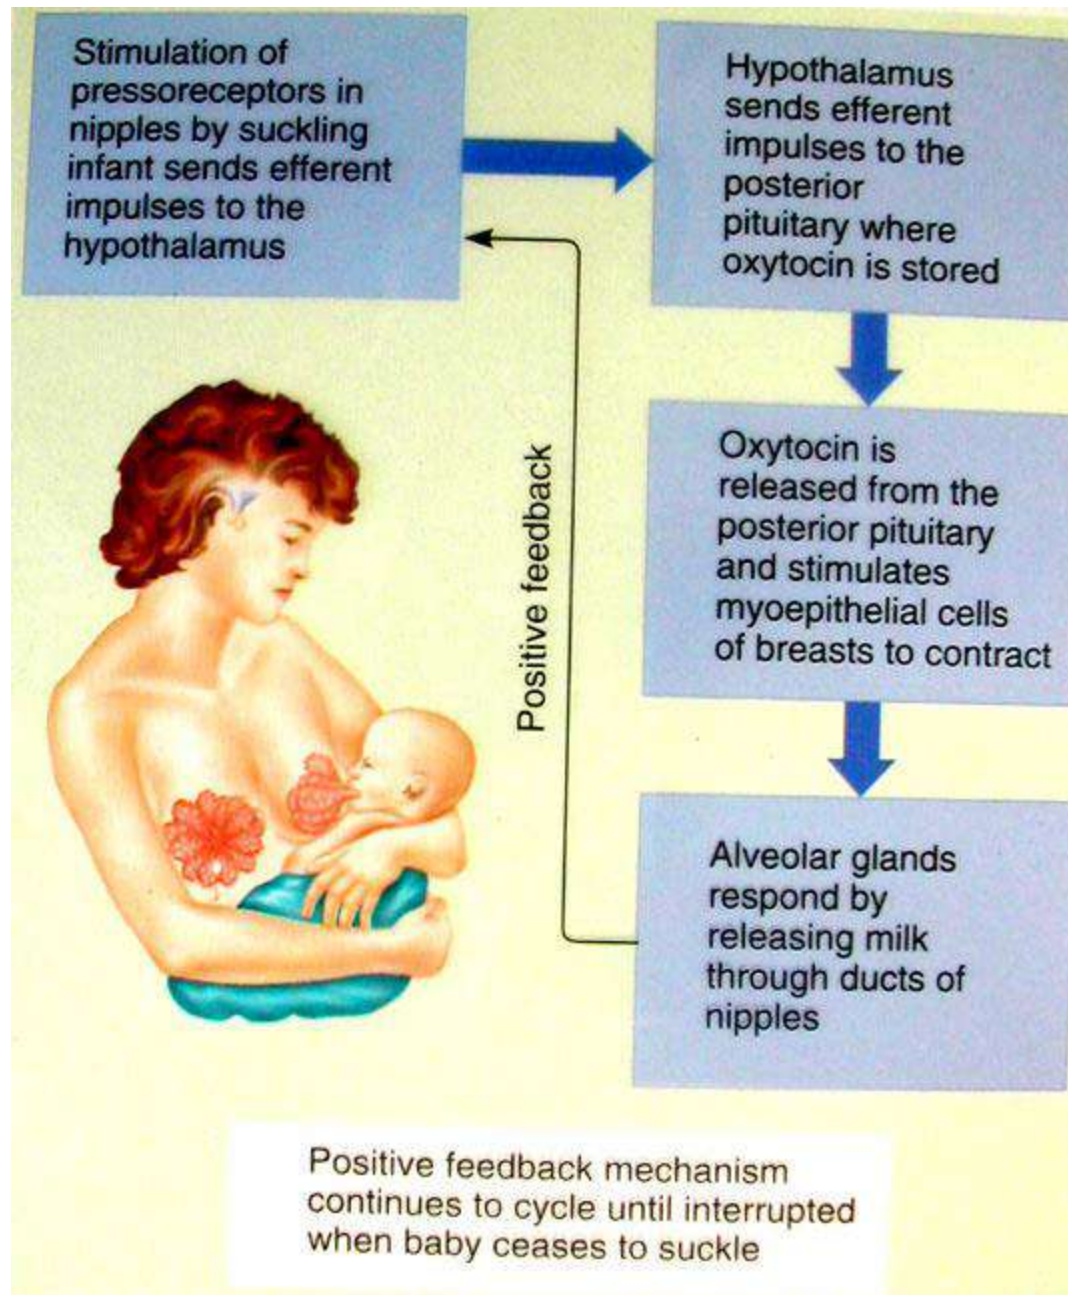 Stimulation of
pressoreceptors in
nipples by suckling
infant sends efferent
impulses to the
hypothalamus
Hypothalamus
sends efferent
impulses to the
posterior
pituitary where
oxytocin is stored
Oxytocin is
released from the
posterior pituitary
and stimulates
myoepithelial cells
of breasts to contract
Alveolar glands
respond by
releasing milk
through ducts of
nipples
Positive feedback
Positive feedback mechanism
continues to cycle until interrupted
when baby ceases to suckle